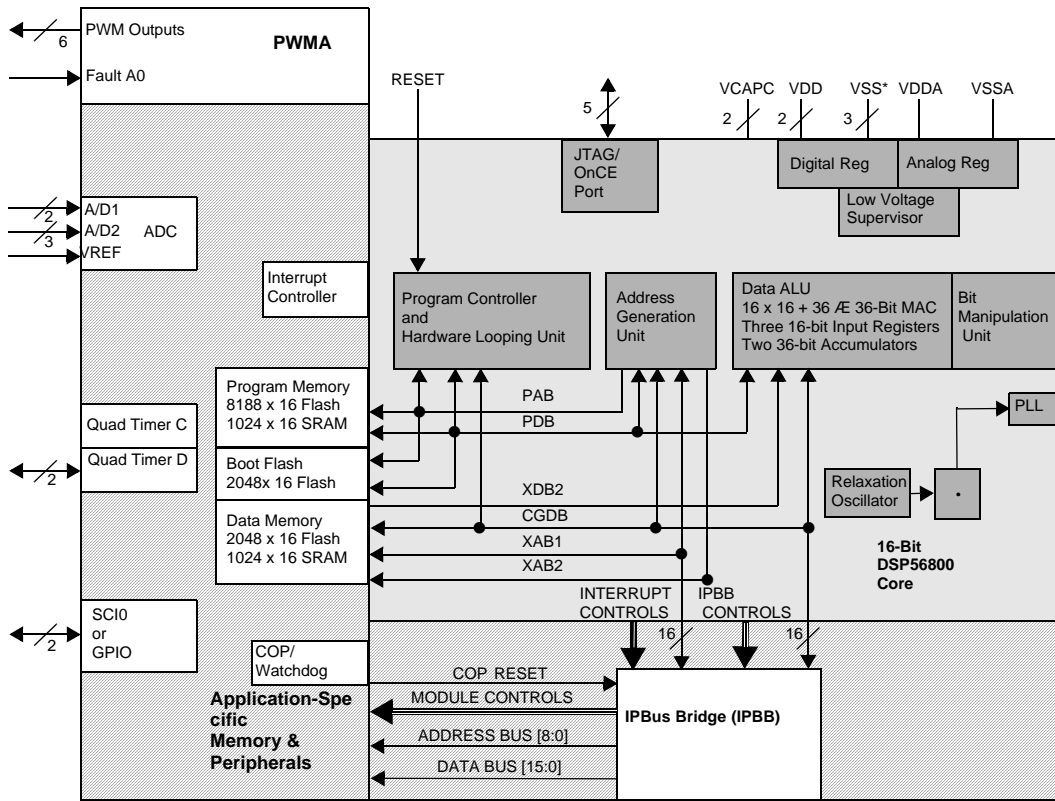 PWM Outputs
PWMA
6
Fault A0
RESET
5
VCAPC
VDD
VSS*
VDDA
VSSA
2
2
3
JTAG/
OnCE
Port
Digital Reg
Analog Reg
Low Voltage
Supervisor
2
A/D1
A/D2
ADC
3
VREF
Interrupt
Controller
Program Controller
and
Hardware Looping Unit
Address
Generation
Unit
Data ALU
16 x 16 + 36 Æ 36-Bit MAC
Three 16-bit Input Registers
Two 36-bit Accumulators
Bit
Manipulation
Unit
Program Memory
8188 x 16 Flash
1024 x 16 SRAM
PAB
PDB
PLL
Quad Timer C
Quad Timer D
2
Boot Flash
2048x 16 Flash
XDB2
CGDB
XAB1
XAB2
Relaxation
Oscillator
.
Data Memory
2048 x 16 Flash
1024 x 16 SRAM
16-Bit
DSP56800
Core
INTERRUPT
CONTROLS
IPBB
CONTROLS
16
16
SCI0
or
GPIO
2
COP/
Watchdog
COP RESET
MODULE CONTROLS
ADDRESS BUS [8:0]
DATA BUS [15:0]
IPBus Bridge (IPBB)
Application-Spe
cific
Memory &
Peripherals